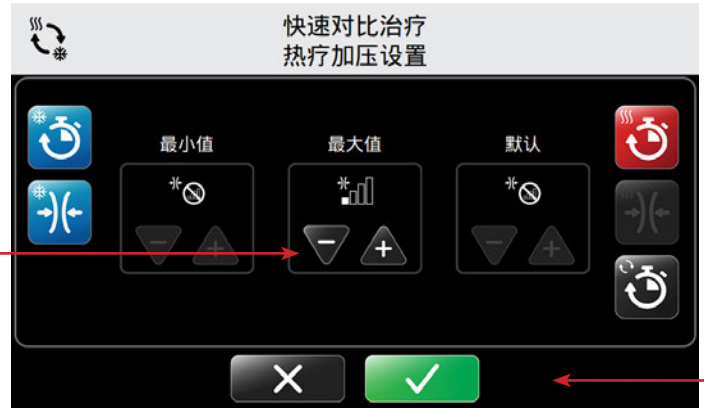 快速对比治疗
热疗加压设置
最小值
最大值
默认